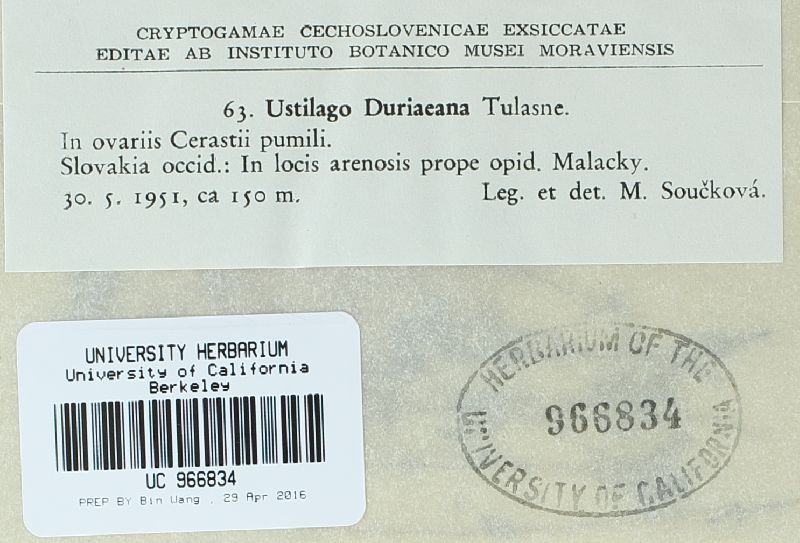 CRYPTOGAMAE ČECHOSLOVENICAE EXSICCATAE
EDITAE AB INSTITUTO BOTANICO MUSEI MORAVIENSIS
63. Ustilago Duriaeana Tulasne.
In ovariis Cerastii pumili.
Slovakia occid.: In locis arenosis prope opid. Malacky.
30. 5. 1951, ca 150 m. Leg. et det. M. Součková.
UNIVERSITY HERBARIUM
University of California
Berkeley
UC 966834
PREP BY Bin Wang , 29 Apr 2016
HERBARIUM OF THE
966834
UNIVERSITY OF CALIFORNIA